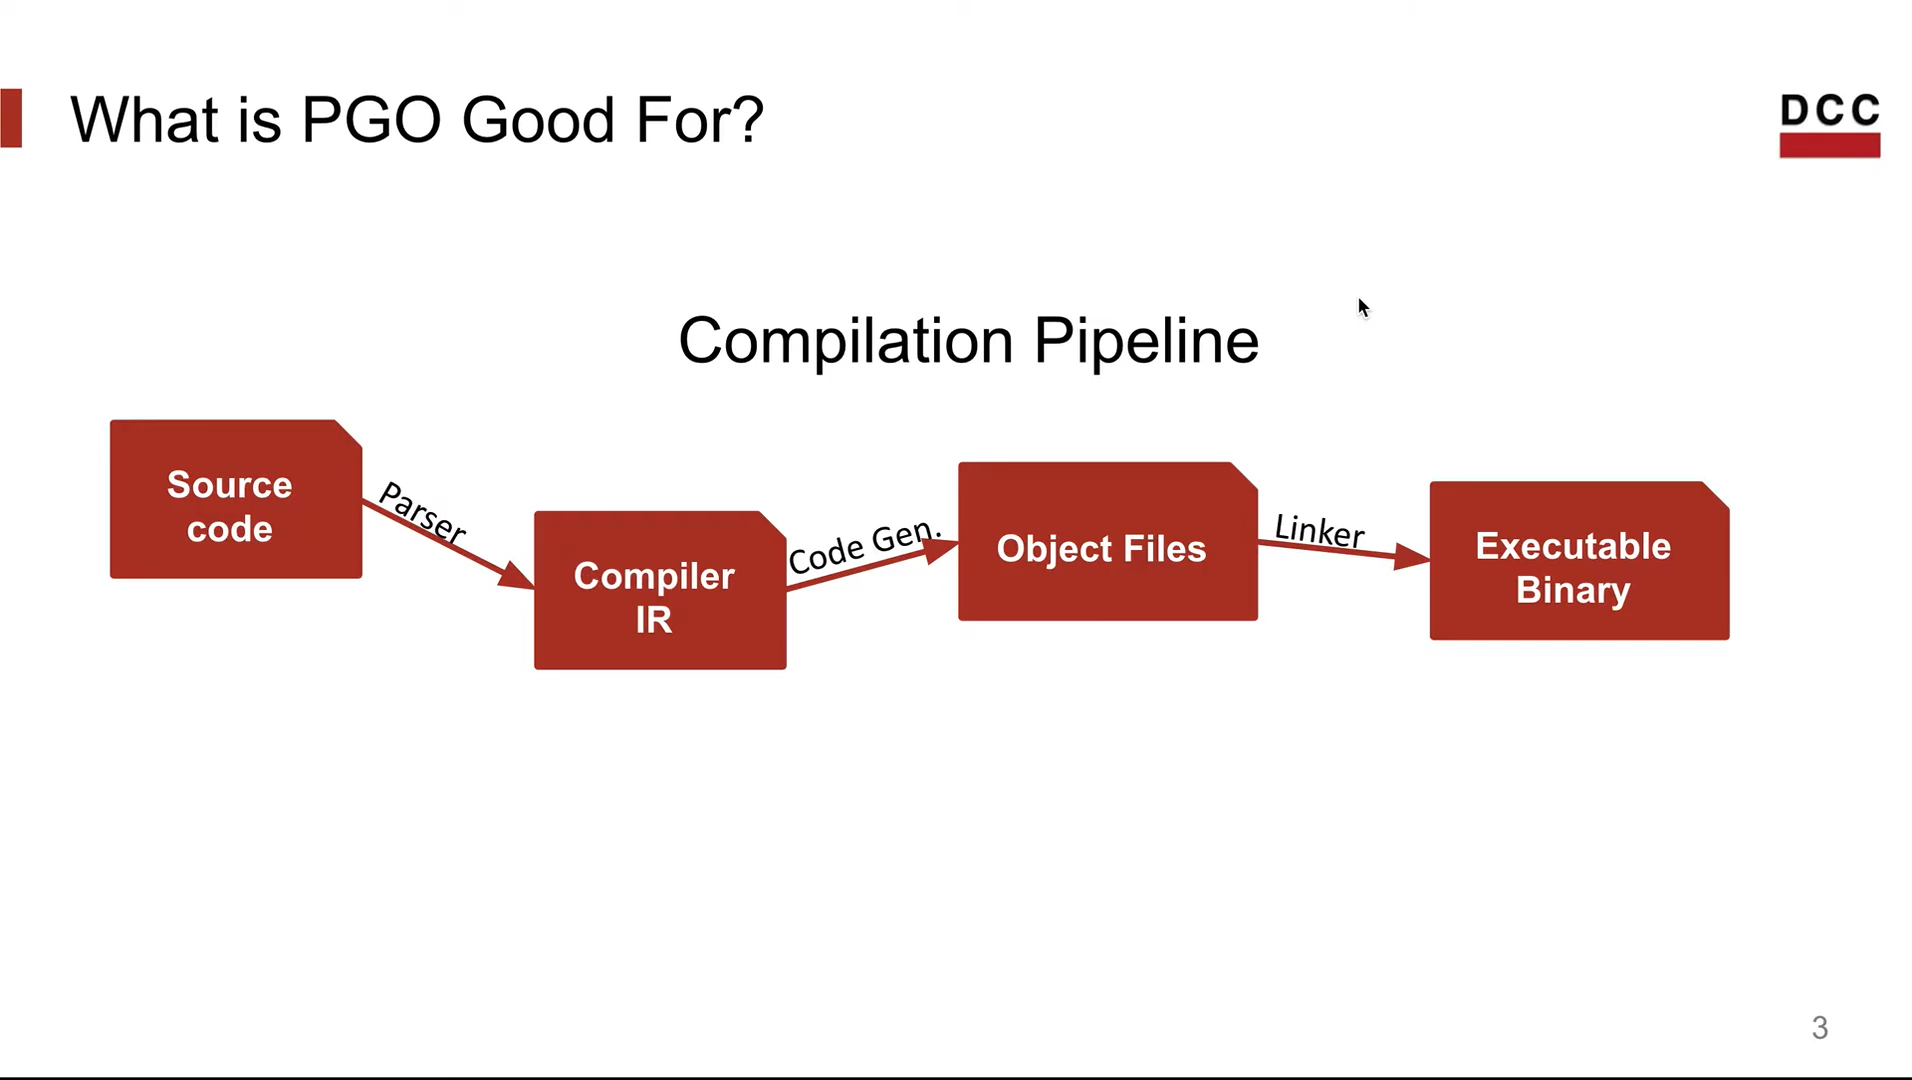 What is PGO Good For?
DCC
Compilation Pipeline
Source
code
Parser
Compiler
IR
Code Gen.
Object Files
Linker
Executable
Binary
3